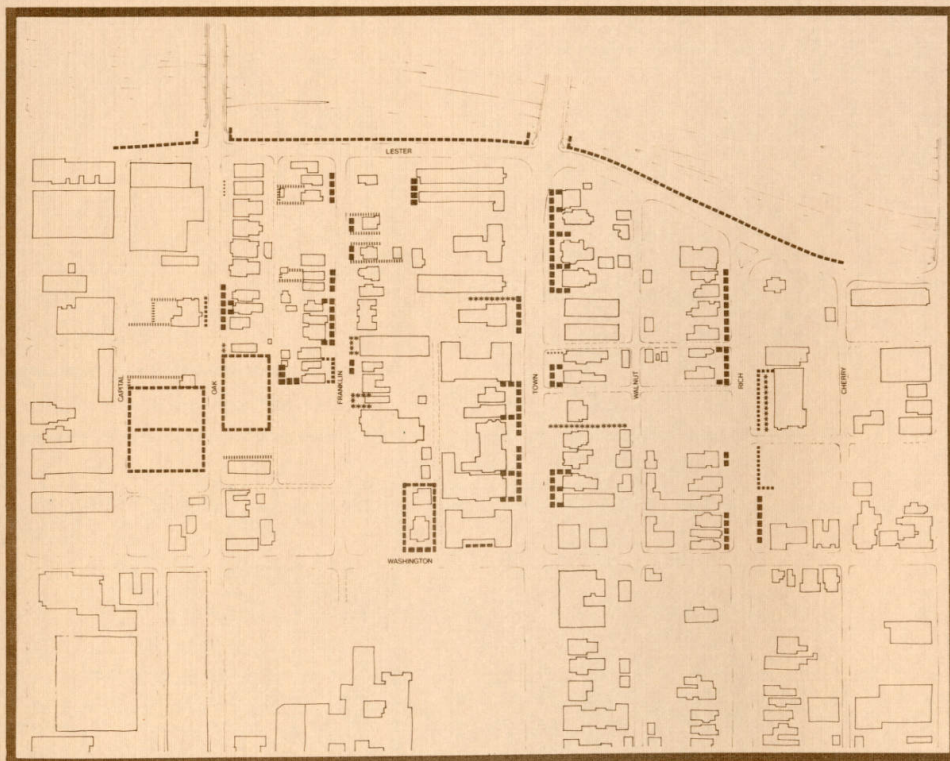 LESTER
CAPITAL
OAK
FRANKLIN
TOWN
WALNUT
RICH
CHERRY
WASHINGTON